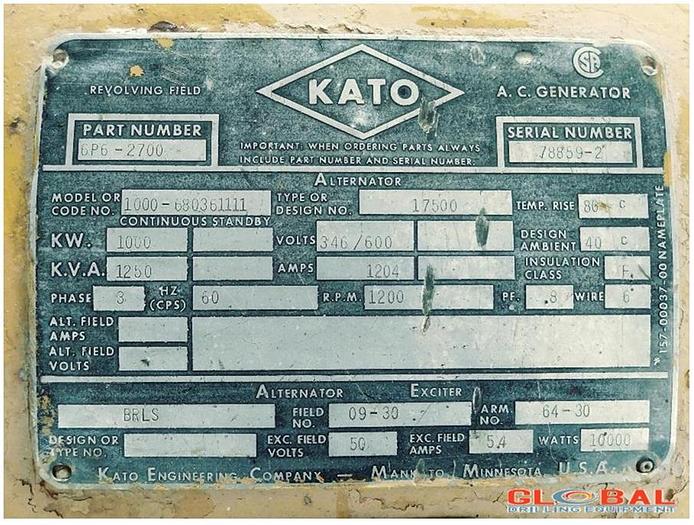 REVOLVING FIELD KATO A. C. GENERATOR CSA
PART NUMBER
6P6-2700
IMPORTANT: WHEN ORDERING PARTS ALWAYS
INCLUDE PART NUMBER AND SERIAL NUMBER.
SERIAL NUMBER
78859-2
ALTERNATOR
MODEL OR CODE NO. 1000-680361111 TYPE OR DESIGN NO. 17500 TEMP. RISE 80 C
CONTINUOUS STANDBY
KW. 1000 VOLTS 346/600 DESIGN AMBIENT 40 C
K.V.A. 1250 AMPS 1204 INSULATION CLASS F
PHASE 3 HZ (CPS) 60 R.P.M. 1200 PF. .8 WIRE 6
ALT. FIELD AMPS
ALT. FIELD VOLTS
157-00037-00 NAMEPLATE
ALTERNATOR EXCITER
BRLS FIELD NO. 09-30 ARM. NO. 64-30
DESIGN OR TYPE NO. EXC. FIELD VOLTS 50 EXC. FIELD AMPS 5.4 WATTS 10000
KATO ENGINEERING COMPANY — MANKATO MINNESOTA, U.S.A.
GLOBAL
DRILLING EQUIPMENT